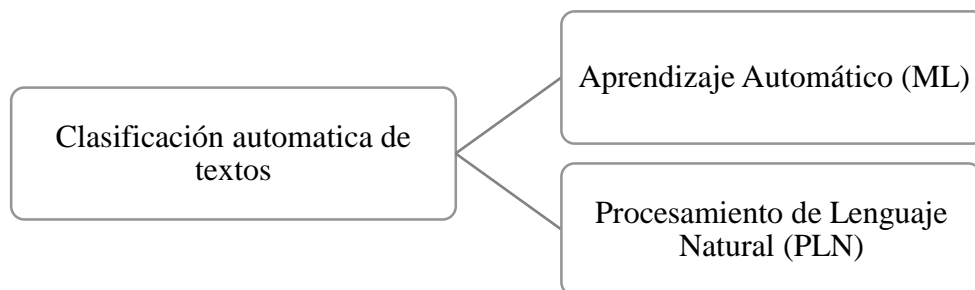 Aprendizaje Automático (ML)
Clasificación automatica de
textos
Procesamiento de Lenguaje
Natural (PLN)